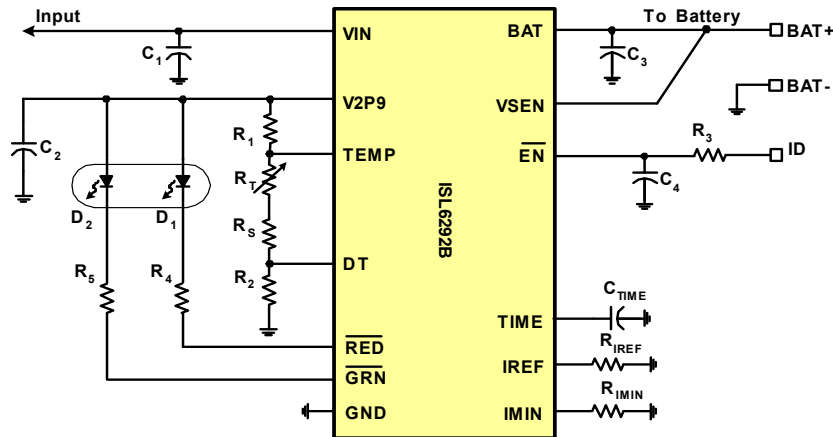 Input
To Battery
VIN
BAT
BAT+
C1
C3
BAT-
V2P9
VSEN
R1
C2
TEMP
EN
R3
ID
RT
C4
D2
D1
RS
ISL6292B
R5
R4
DT
R2
CTIME
TIME
RED
RIREF
IREF
GRN
RIMIN
GND
IMIN